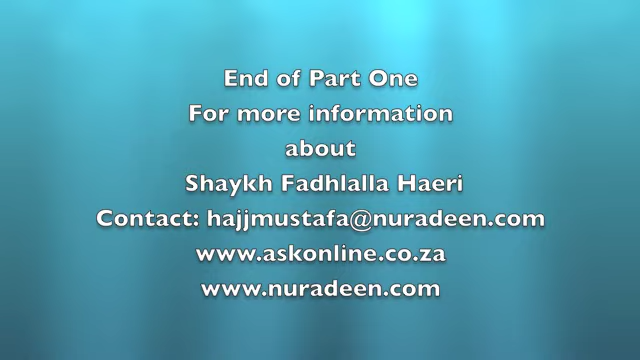 End of Part One
For more information
about
Shaykh Fadhlalla Haeri
Contact: hajjmustafa@nuradeen.com
www.askonline.co.za
www.nuradeen.com